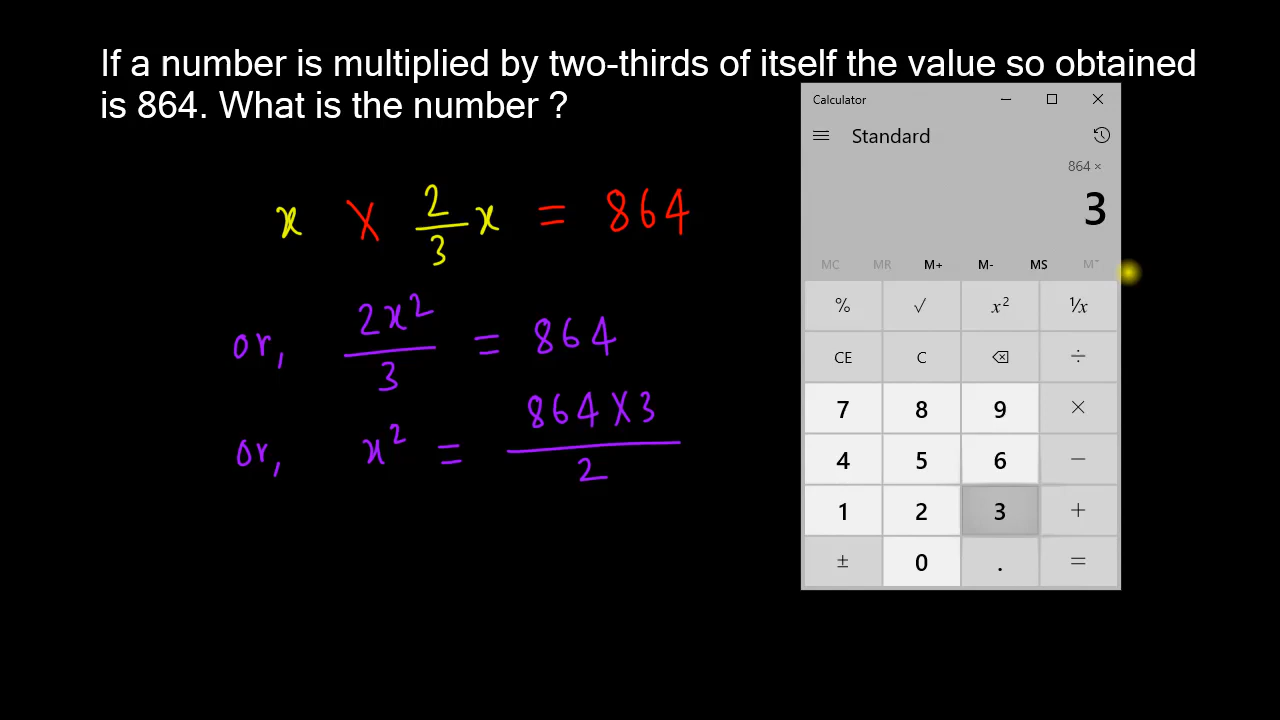 If a number is multiplied by two-thirds of itself the value so obtained
is 864. What is the number ?
x X 2/3 x = 864
or, 2x²/3 = 864
or, x² = 864 X 3/2
Calculator
Standard
864 ×
3
MC MR M+ M- MS M˅
% √ x² ¹/x
CE C ⌫ ÷
7 8 9 ×
4 5 6 −
1 2 3 +
± 0 . =